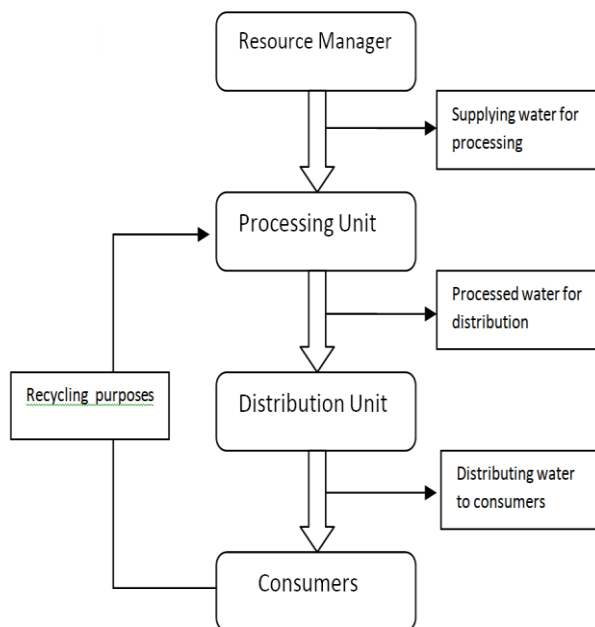 Resource Manager
Supplying water for
processing
Processing Unit
Processed water for
distribution
Recycling purposes
Distribution Unit
Distributing water
to consumers
Consumers